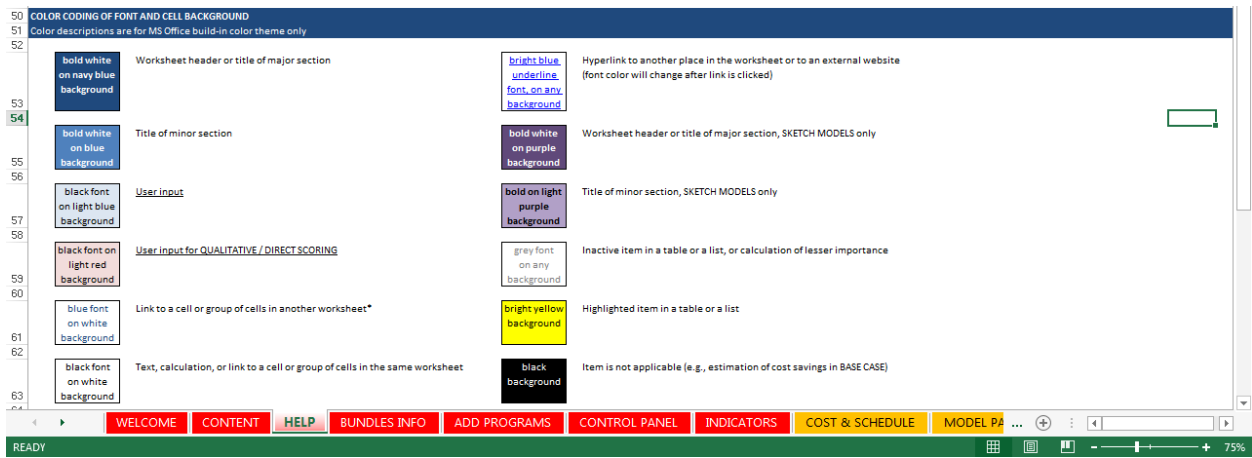 50 COLOR CODING OF FONT AND CELL BACKGROUND
51 Color descriptions are for MS Office build-in color theme only
52
bold white
on navy blue
background
Worksheet header or title of major section
bright blue
underline
font, on any
background
Hyperlink to another place in the worksheet or to an external website
(font color will change after link is clicked)
53
54
bold white
on blue
background
Title of minor section
bold white
on purple
background
Worksheet header or title of major section, SKETCH MODELS only
55
56
black font
on light blue
background
User input
bold on light
purple
background
Title of minor section, SKETCH MODELS only
57
58
black font on
light red
background
User input for QUALITATIVE / DIRECT SCORING
grey font
on any
background
Inactive item in a table or a list, or calculation of lesser importance
59
60
blue font
on white
background
Link to a cell or group of cells in another worksheet*
bright yellow
background
Highlighted item in a table or a list
61
62
black font
on white
background
Text, calculation, or link to a cell or group of cells in the same worksheet
black
background
Item is not applicable (e.g., estimation of cost savings in BASE CASE)
63
WELCOME CONTENT HELP BUNDLES INFO ADD PROGRAMS CONTROL PANEL INDICATORS COST & SCHEDULE MODEL PA ...
READY 75%